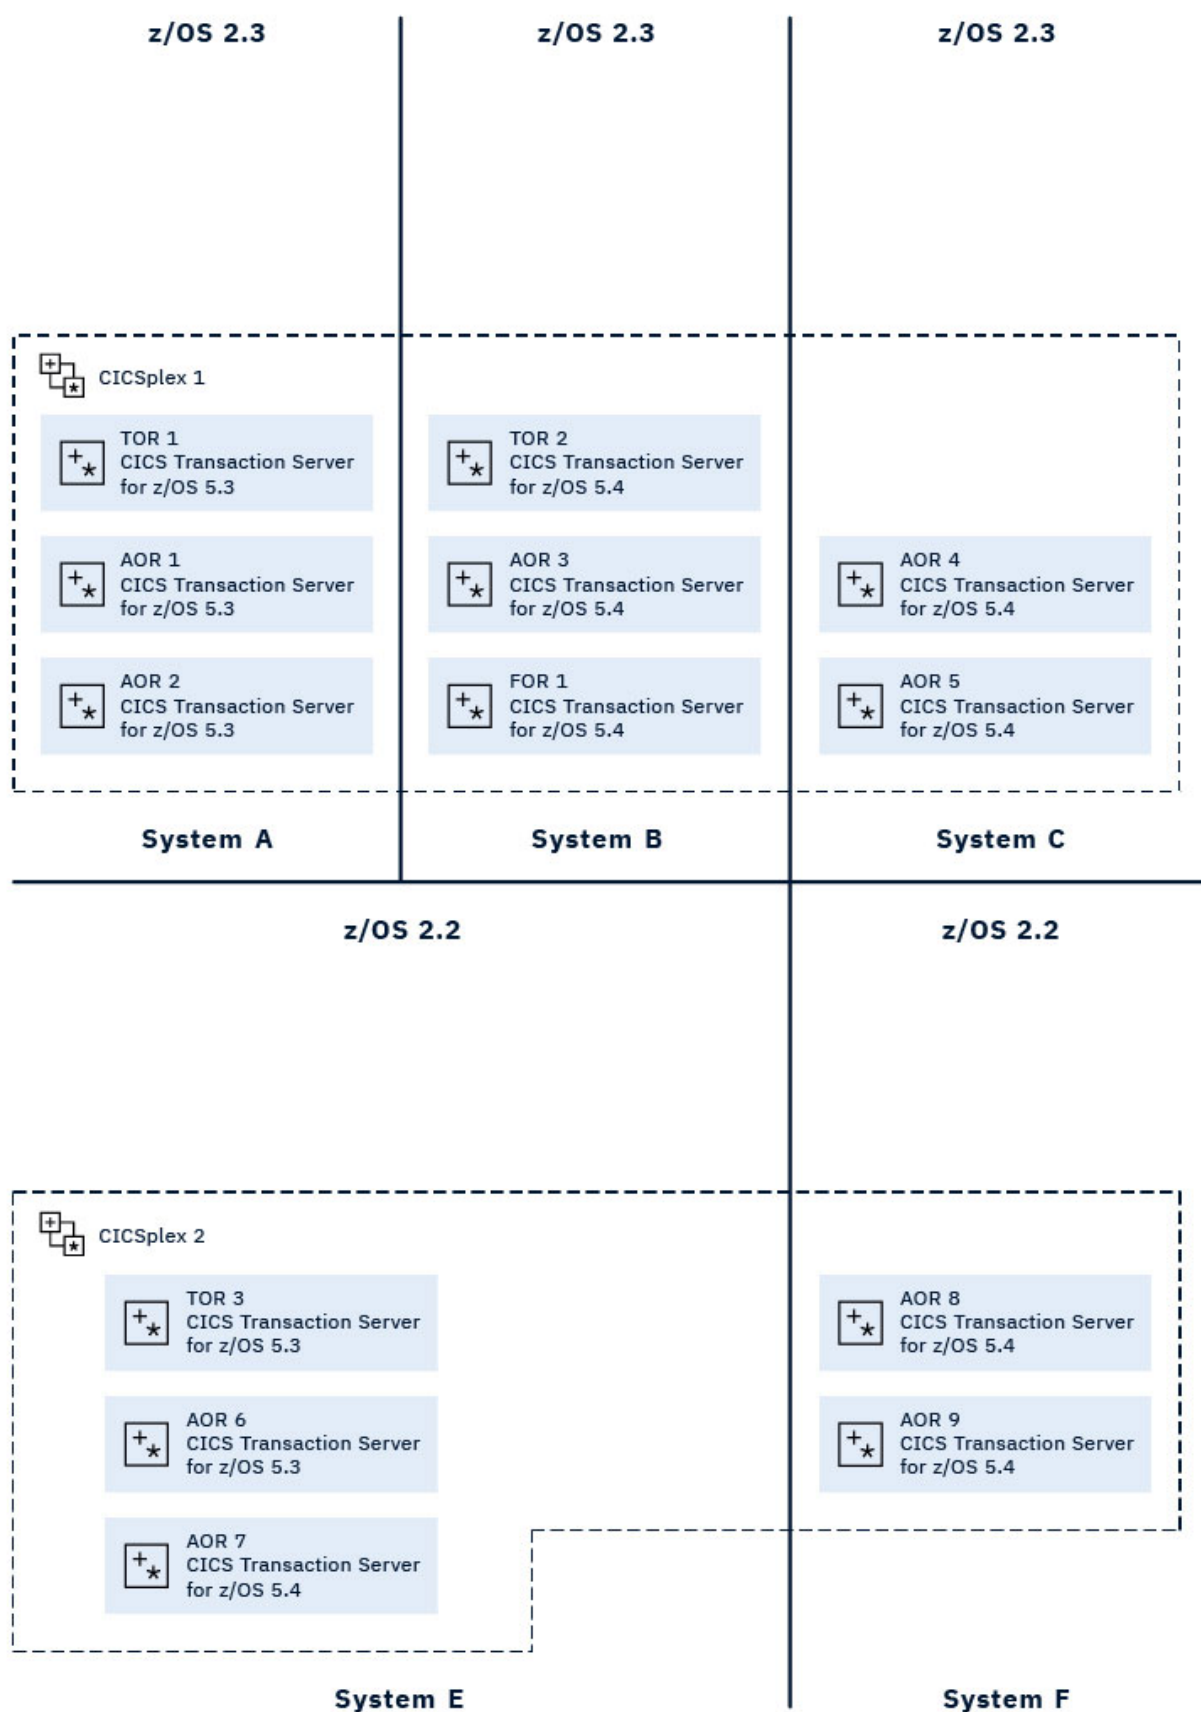 z/OS 2.3
z/OS 2.3
z/OS 2.3
CICSplex 1
TOR 1
CICS Transaction Server
for z/OS 5.3
TOR 2
CICS Transaction Server
for z/OS 5.4
AOR 1
CICS Transaction Server
for z/OS 5.3
AOR 3
CICS Transaction Server
for z/OS 5.4
AOR 4
CICS Transaction Server
for z/OS 5.4
AOR 2
CICS Transaction Server
for z/OS 5.3
FOR 1
CICS Transaction Server
for z/OS 5.4
AOR 5
CICS Transaction Server
for z/OS 5.4
System A
System B
System C
z/OS 2.2
z/OS 2.2
CICSplex 2
TOR 3
CICS Transaction Server
for z/OS 5.3
AOR 8
CICS Transaction Server
for z/OS 5.4
AOR 6
CICS Transaction Server
for z/OS 5.3
AOR 9
CICS Transaction Server
for z/OS 5.4
AOR 7
CICS Transaction Server
for z/OS 5.4
System E
System F